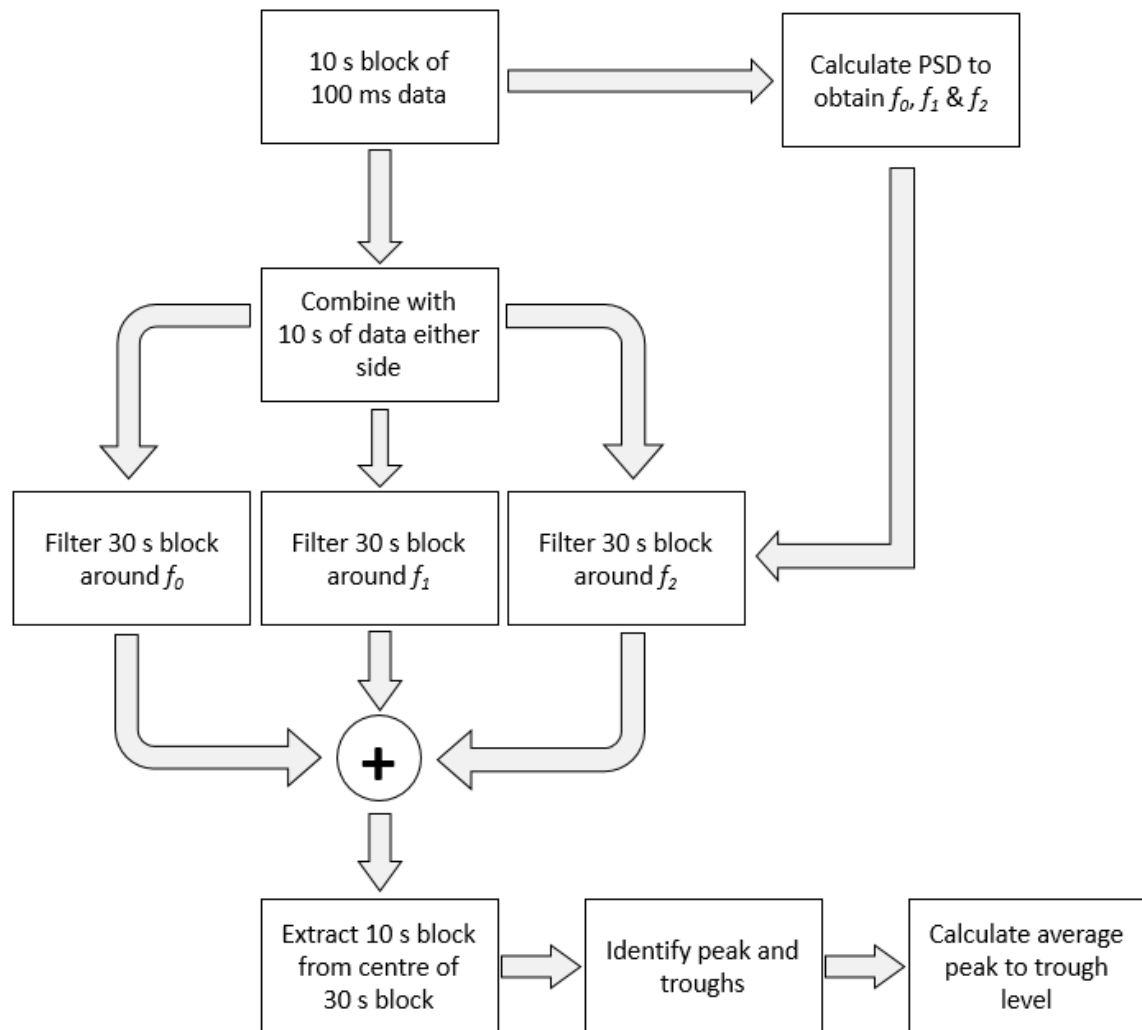 10 s block of
100 ms data
Calculate PSD to
obtain f₀, f₁ & f₂
Combine with
10 s of data either
side
Filter 30 s block
around f₀
Filter 30 s block
around f₁
Filter 30 s block
around f₂
+
Extract 10 s block
from centre of
30 s block
Identify peak and
troughs
Calculate average
peak to trough
level